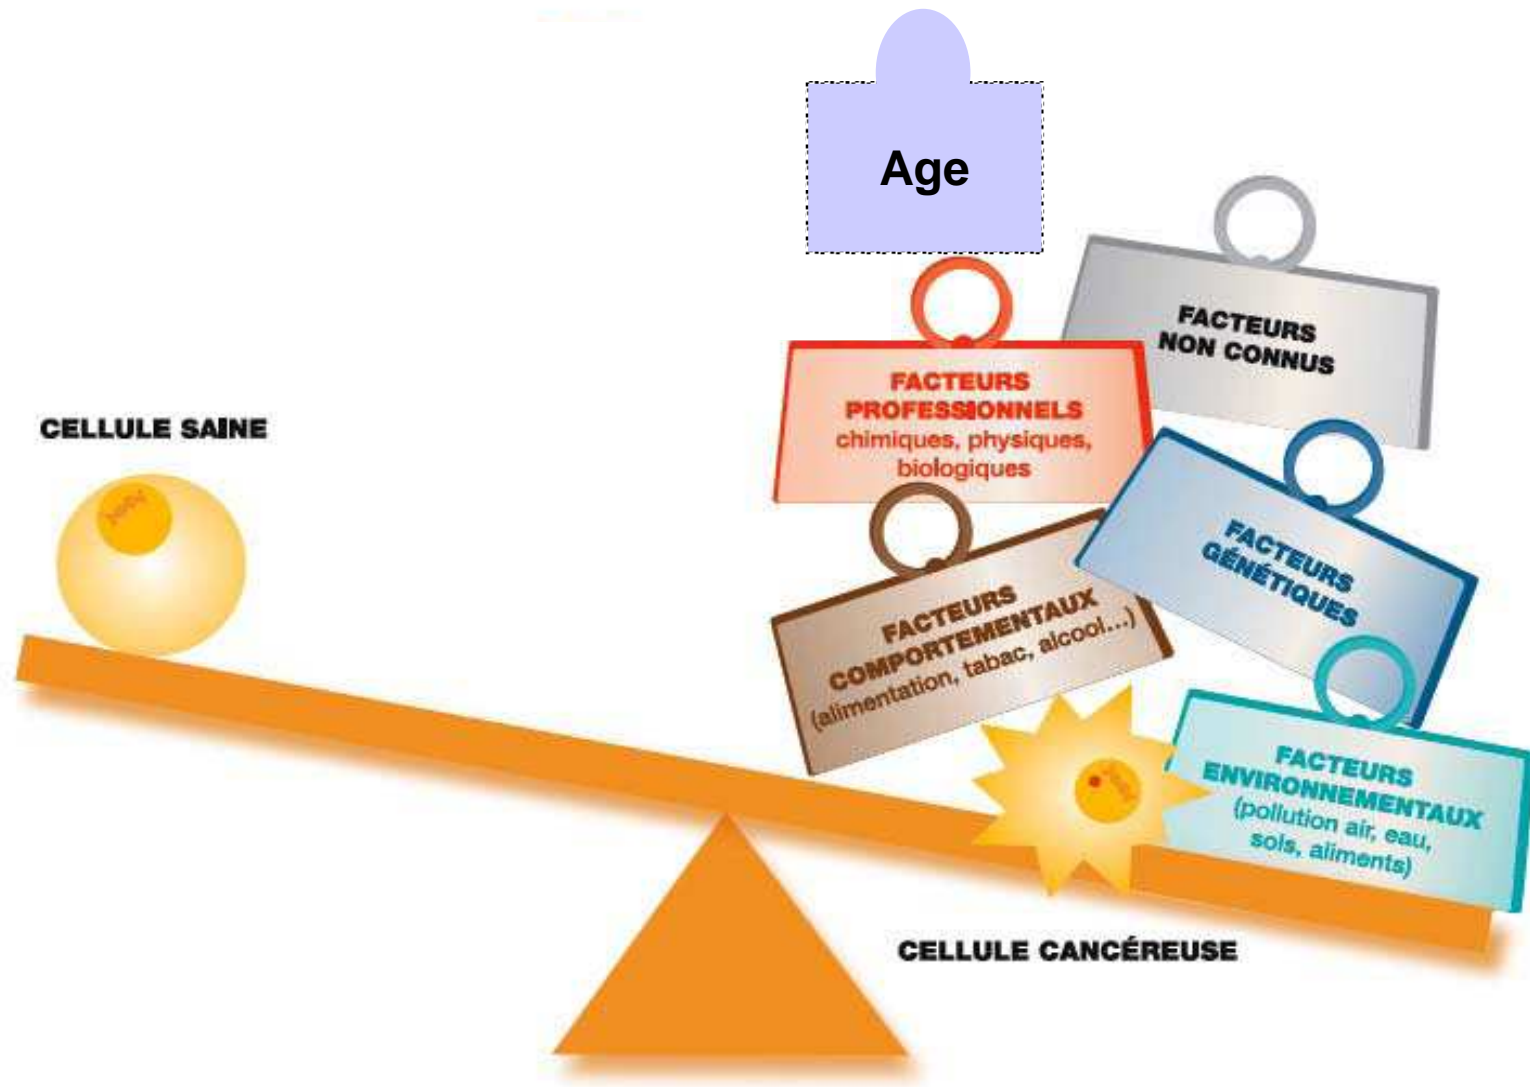 Age
FACTEURS
NON CONNUS
FACTEURS
PROFESSIONNELS
chimiques, physiques,
biologiques
CELLULE SAINE
FACTEURS
GÉNÉTIQUES
FACTEURS
COMPORTEMENTAUX
(alimentation, tabac, alcool...)
FACTEURS
ENVIRONNEMENTAUX
(pollution air, eau,
sols, aliments)
CELLULE CANCÉREUSE